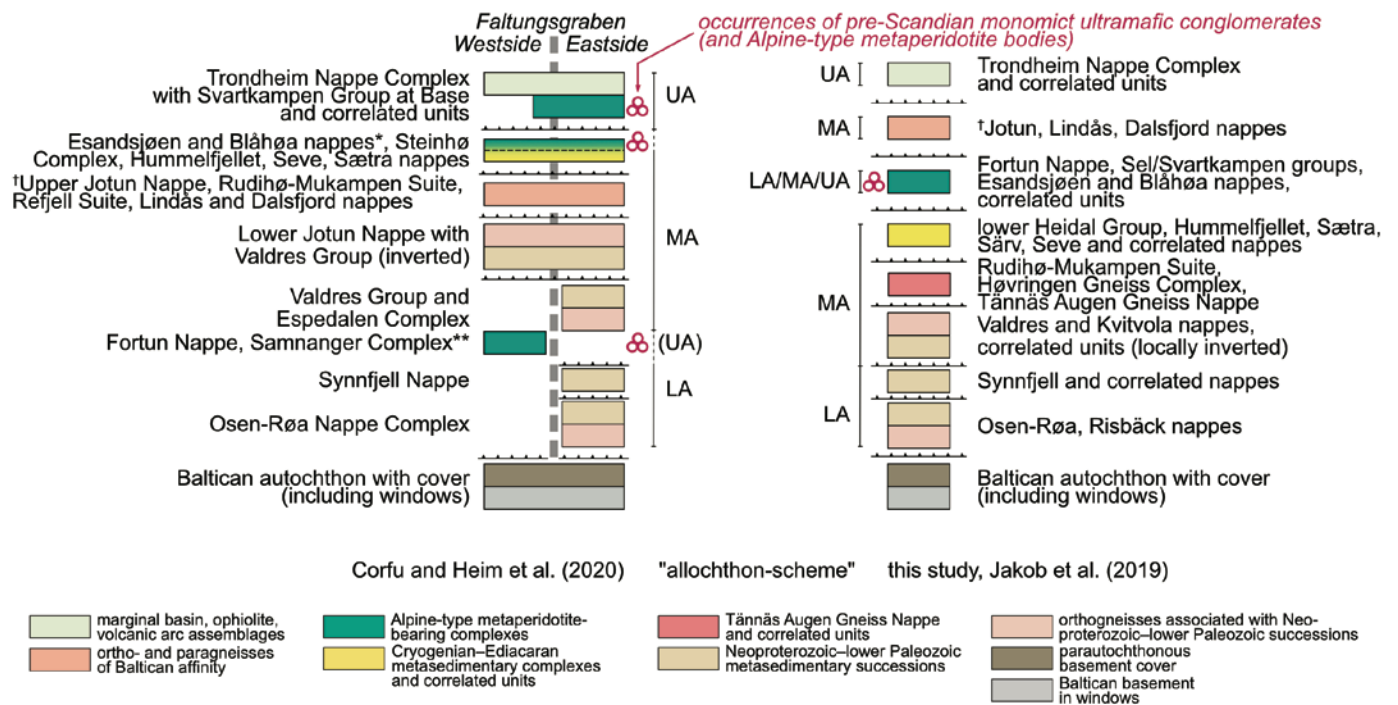 Faltungsgraben
Westside
Eastside
occurrences of pre-Scandian monomict ultramafic conglomerates
(and Alpine-type metaperidotite bodies)
Trondheim Nappe Complex
with Svartkampen Group at Base
and correlated units
UA
Esandsjøen and Blåhøa nappes*, Steinhø
Complex, Hummelfjellet, Seve, Sætra nappes
†Upper Jotun Nappe, Rudihø-Mukampen Suite,
Refjell Suite, Lindås and Dalsfjord nappes
Lower Jotun Nappe with
Valdres Group (inverted)
MA
Valdres Group and
Espedalen Complex
Fortun Nappe, Samnanger Complex**
(UA)
Synnfjell Nappe
LA
Osen-Røa Nappe Complex
Baltican autochthon with cover
(including windows)
UA
Trondheim Nappe Complex
and correlated units
MA
†Jotun, Lindås, Dalsfjord nappes
LA/MA/UA
Fortun Nappe, Sel/Svartkampen groups,
Esandsjøen and Blåhøa nappes,
correlated units
lower Heidal Group, Hummelfjellet, Sætra,
Särv, Seve and correlated nappes
MA
Rudihø-Mukampen Suite,
Høvringen Gneiss Complex,
Tännäs Augen Gneiss Nappe
Valdres and Kvitvola nappes,
correlated units (locally inverted)
Synnfjell and correlated nappes
LA
Osen-Røa, Risbäck nappes
Baltican autochthon with cover
(including windows)
Corfu and Heim et al. (2020)
"allochthon-scheme"
this study, Jakob et al. (2019)
marginal basin, ophiolite,
volcanic arc assemblages
ortho- and paragneisses
of Baltican affinity
Alpine-type metaperidotite-
bearing complexes
Cryogenian–Ediacaran
metasedimentary complexes
and correlated units
Tännäs Augen Gneiss Nappe
and correlated units
Neoproterozoic–lower Paleozoic
metasedimentary successions
orthogneisses associated with Neo-
proterozoic–lower Paleozoic successions
parautochthonous
basement cover
Baltican basement
in windows